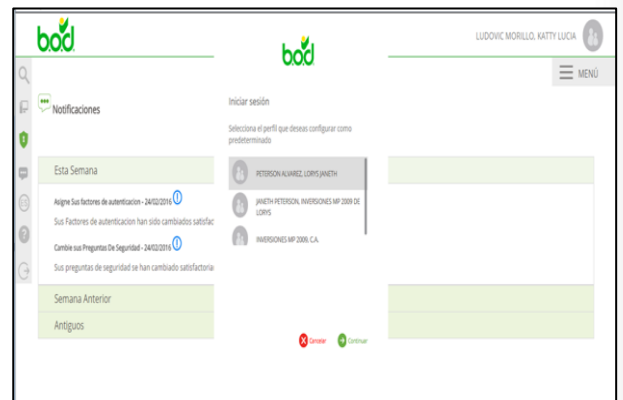 b.o.d.
LUDOVIC MORILLO, KATTY LUCIA
b.o.d.
MENÚ
Notificaciones
Iniciar sesión
Selecciona el perfil que deseas configurar como
predeterminado
Esta Semana
PETERSON ALVAREZ, LORYS JANETH
Asigne Sus factores de autenticacion - 24/02/2016
Sus Factores de autenticacion han sido cambiados satisfac
JANETH PETERSON, INVERSIONES MP 2009 DE
LORYS
Cambie sus Preguntas De Seguridad - 24/02/2016
Sus preguntas de seguridad se han cambiado satisfactoria
INVERSIONES MP 2009, C.A.
Semana Anterior
Antiguos
Cancelar
Continuar